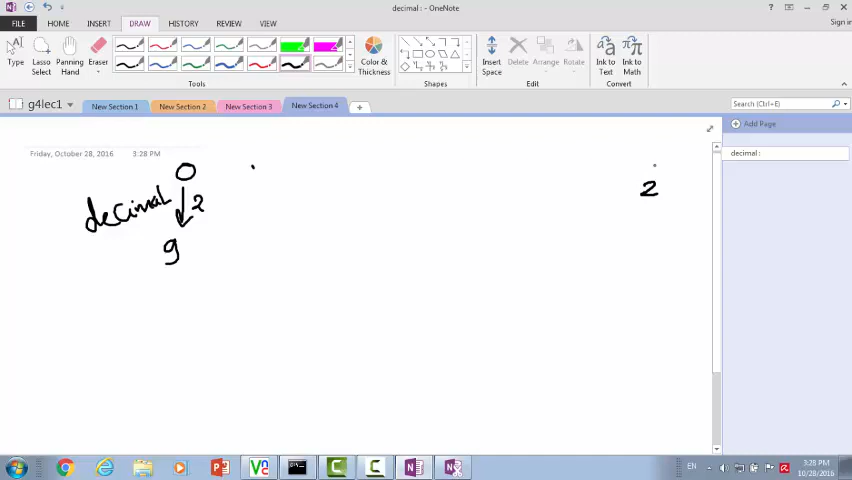 decimal : - OneNote
FILE HOME INSERT DRAW HISTORY REVIEW VIEW
Sign in
Type Lasso Select Panning Hand Eraser Color & Thickness Insert Space Delete Arrange Rotate Ink to Text Ink to Math
Tools Shapes Edit Convert
g4lec1 New Section 1 New Section 2 New Section 3 New Section 4
Search (Ctrl+E)
Add Page
decimal :
Friday, October 28, 2016 3:28 PM
0
decimal 2
9
2
EN 3:28 PM
10/28/2016